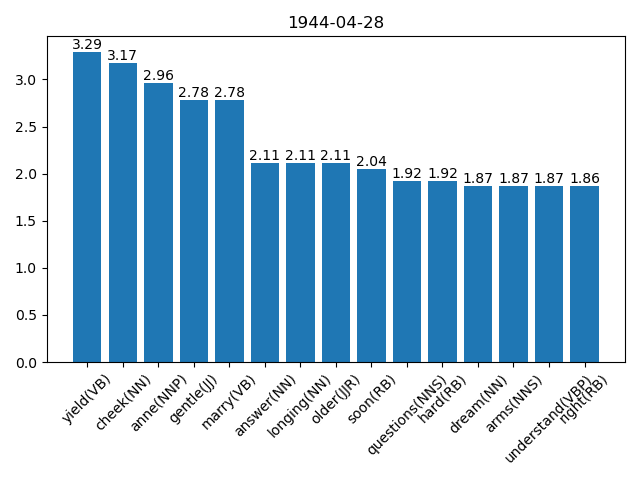 1944-04-28
3.29
3.17
2.96
2.78
2.78
2.11
2.11
2.11
2.04
1.92
1.92
1.87
1.87
1.87
1.86
3.0
2.5
2.0
1.5
1.0
0.5
0.0
yield(VB)
cheek(NN)
anne(NNP)
gentle(JJ)
marry(VB)
answer(NN)
longing(NN)
older(JJR)
soon(RB)
questions(NNS)
hard(RB)
dream(NN)
arms(NNS)
understand(VBP)
right(RB)